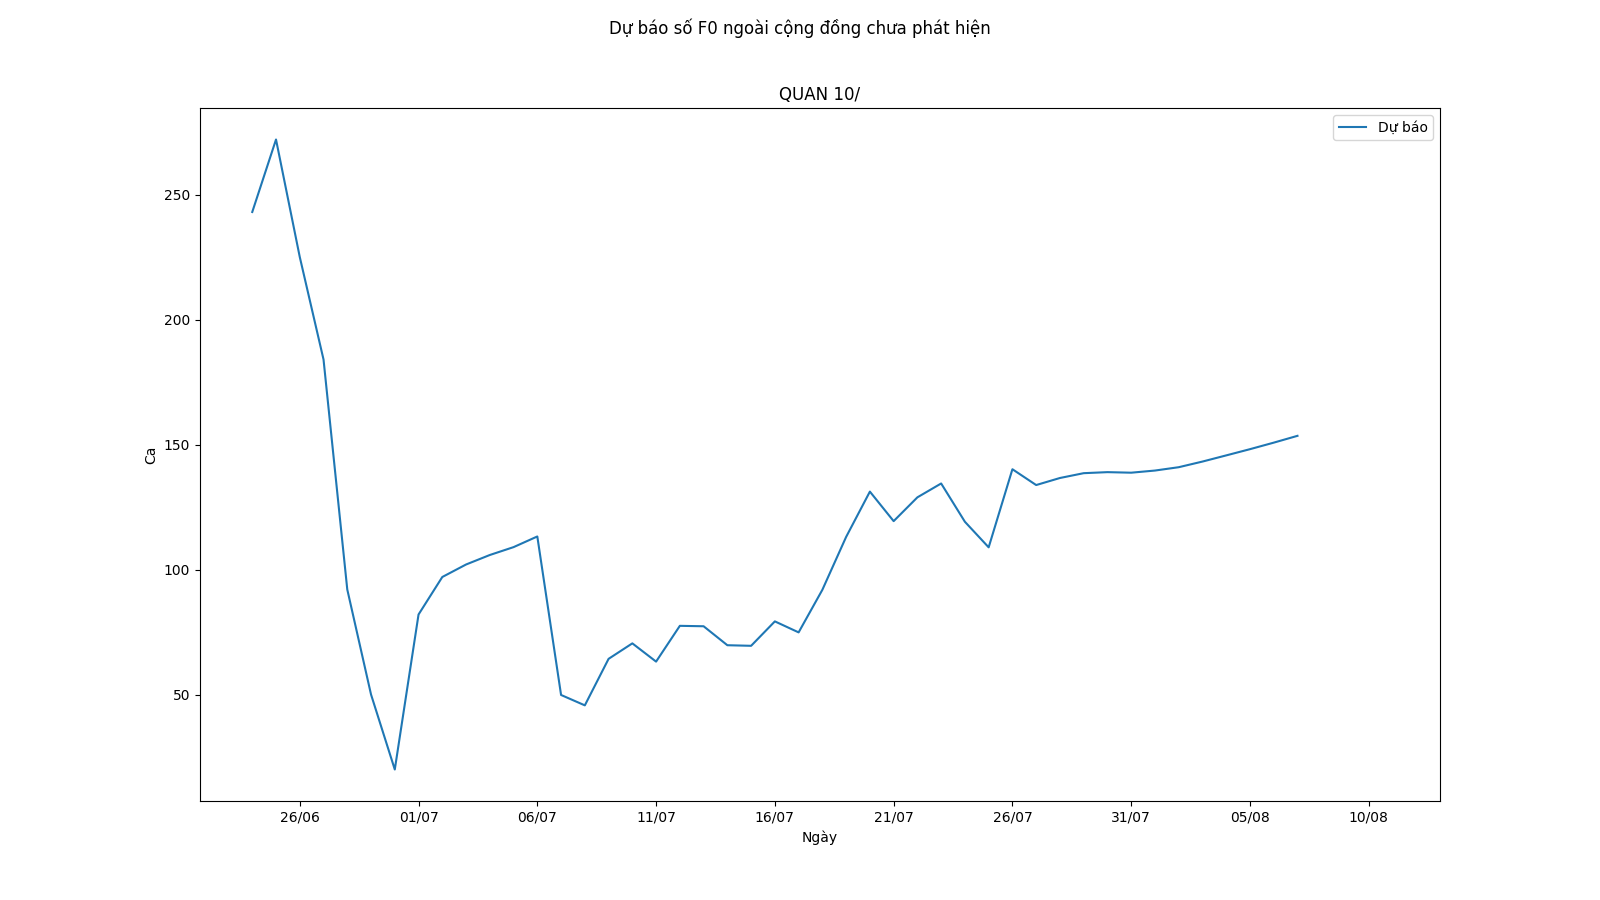 Dự báo số F0 ngoài cộng đồng chưa phát hiện
QUAN 10/
Dự báo
250
200
150
100
50
Ca
26/06 01/07 06/07 11/07 16/07 21/07 26/07 31/07 05/08 10/08
Ngày